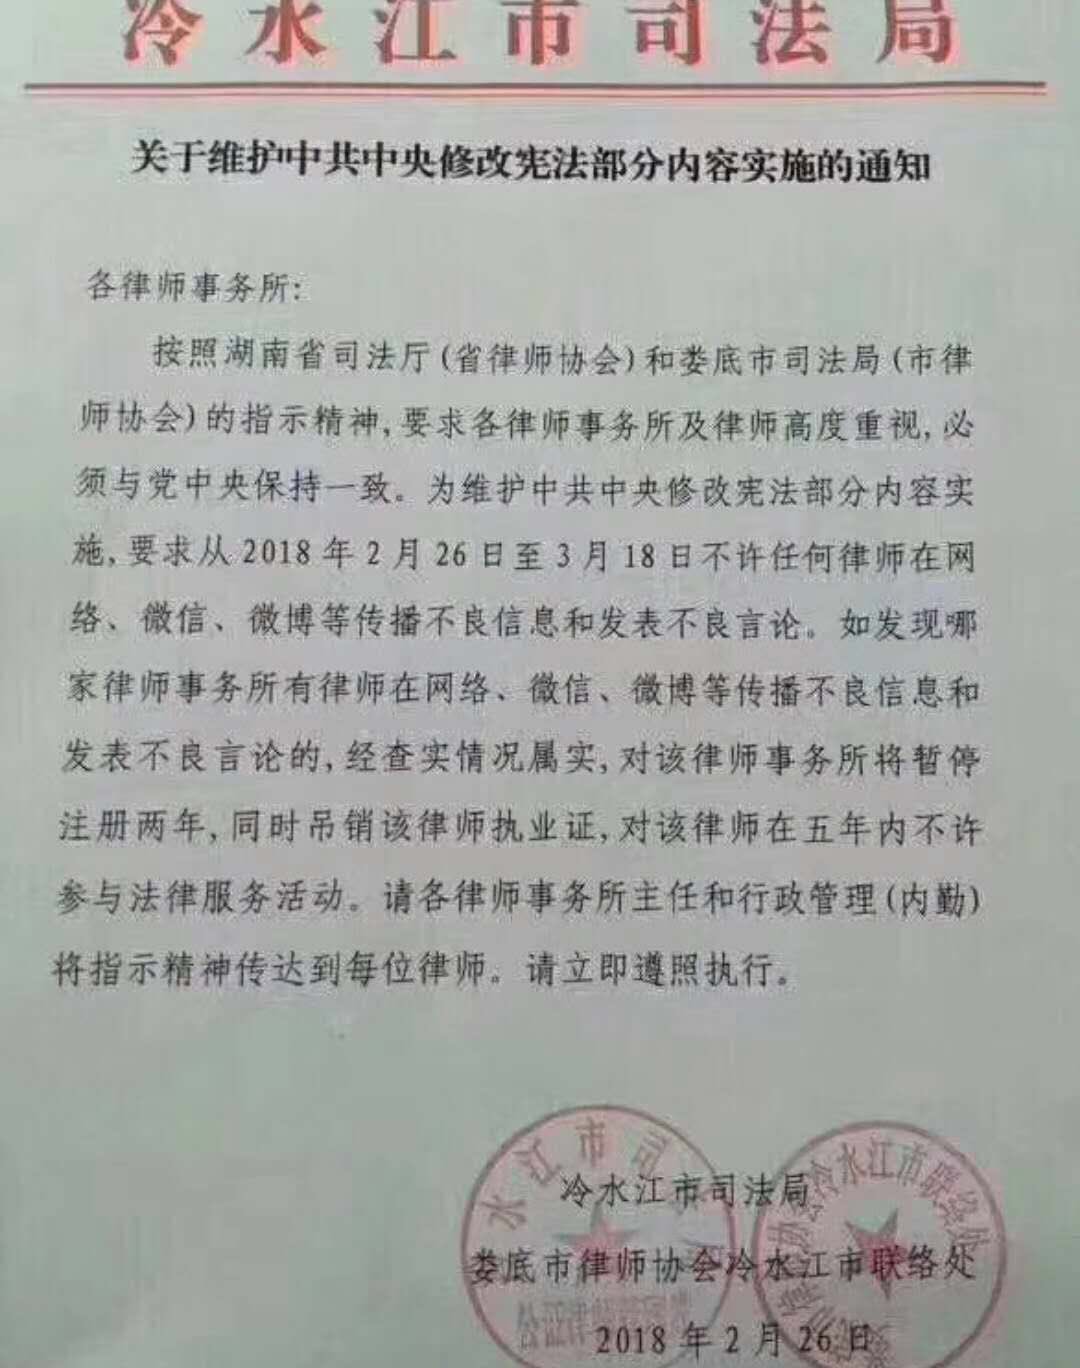 冷水江市司法局
关于维护中共中央修改宪法部分内容实施的通知
各律师事务所:
按照湖南省司法厅(省律师协会)和娄底市司法局(市律
师协会)的指示精神,要求各律师事务所及律师高度重视,必
须与党中央保持一致。为维护中共中央修改宪法部分内容实
施,要求从2018年2月26日至3月18日不许任何律师在网
络、微信、微博等传播不良信息和发表不良言论。如发现哪
家律师事务所有律师在网络、微信、微博等传播不良信息和
发表不良言论的,经查实情况属实,对该律师事务所将暂停
注册两年,同时吊销该律师执业证,对该律师在五年内不许
参与法律服务活动。请各律师事务所主任和行政管理(内勤)
将指示精神传达到每位律师。请立即遵照执行。
水江市司
协会冷水江市联络处
冷水江市司法局
娄底市律师协会冷水江市联络处
2018年2月26日